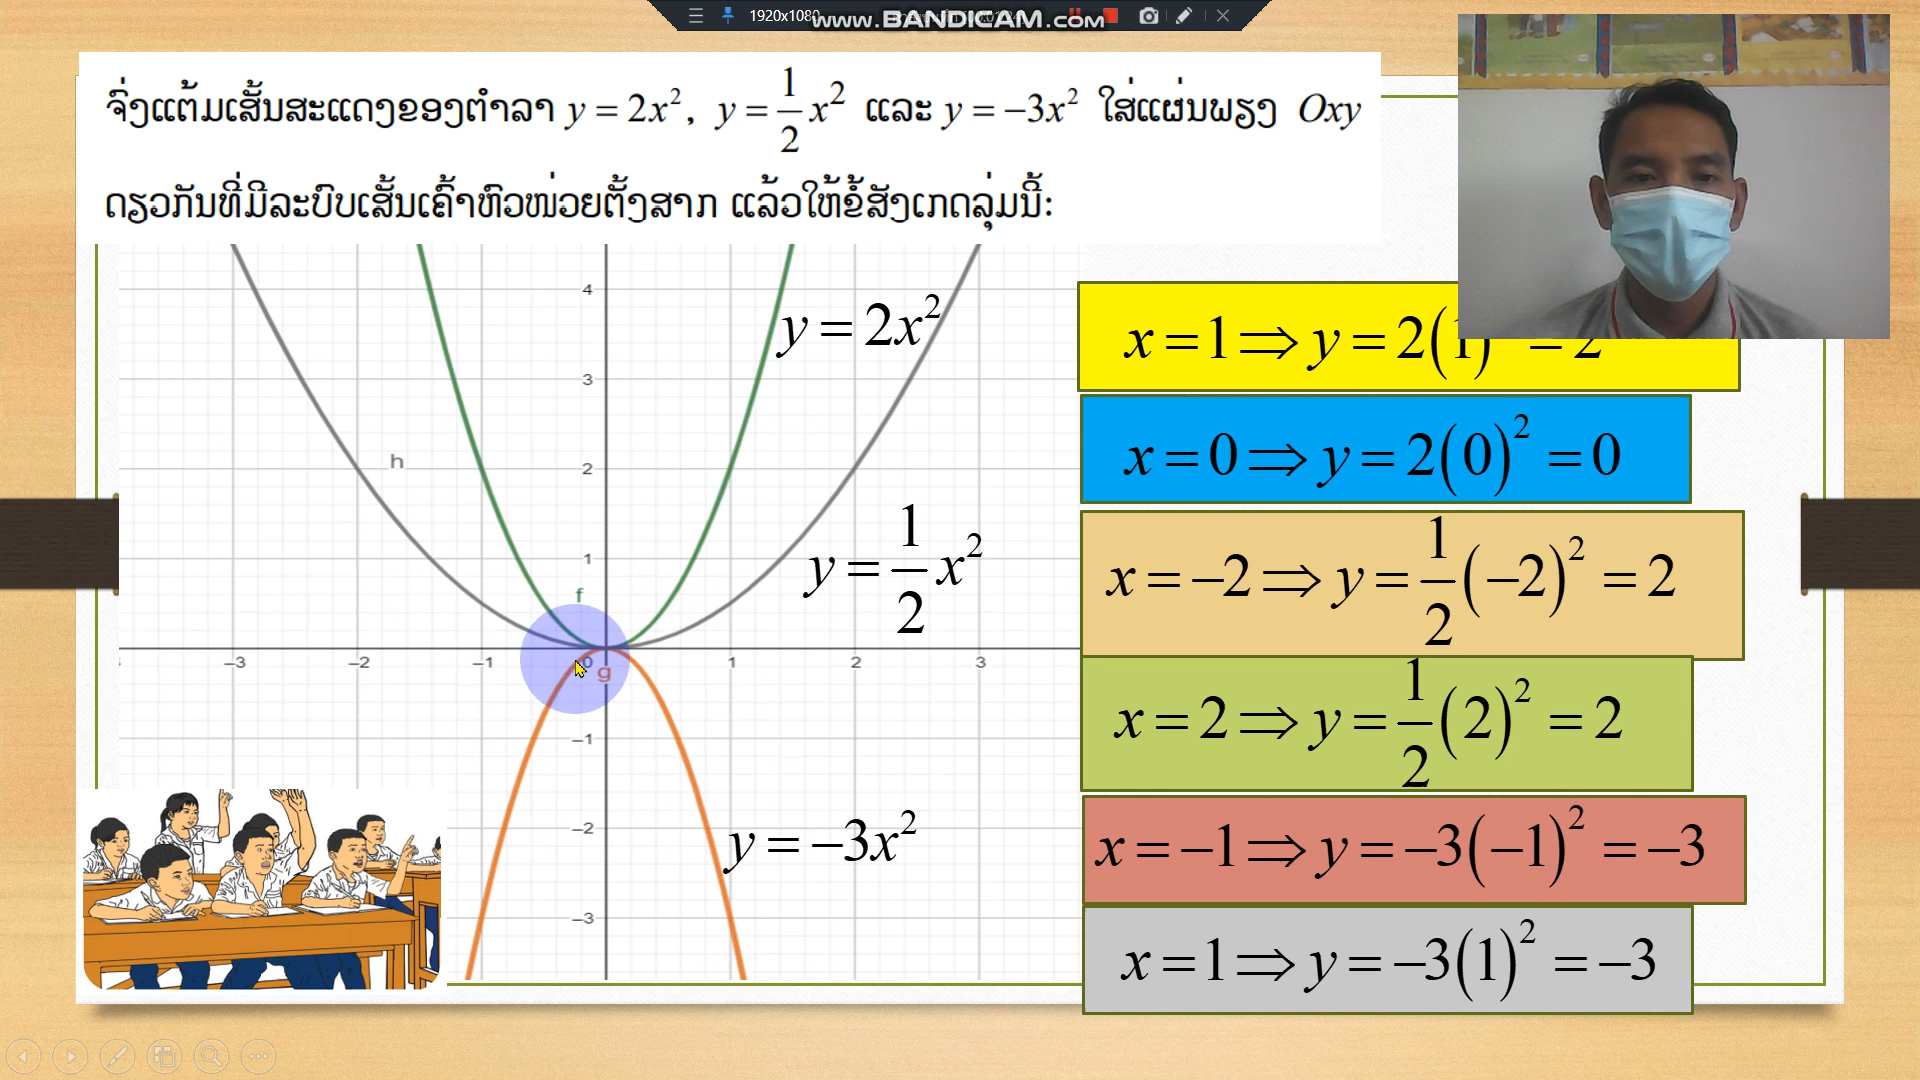 1920x1080
www.BANDICAM.com
ຈົ່ງແຕ້ມເສັ້ນສະແດງຂອງຕຳລາ y = 2x², y = 1/2 x² ແລະ y = −3x² ໃສ່ແຜ່ນພຽງ Oxy
ດຽວກັນທີ່ມີລະບົບເສັ້ນເຄົ້າຫົວໜ່ວຍຕັ້ງສາກ ແລ້ວໃຫ້ຂໍ້ສັງເກດລຸ່ມນີ້:
4
3
2
1
−1
−2
−3
−3 −2 −1 0 1 2 3
h
f
g
y = 2x²
y = 1/2 x²
y = −3x²
x = 1 ⇒ y = 2(1) = 2
x = 0 ⇒ y = 2(0)² = 0
x = −2 ⇒ y = 1/2 (−2)² = 2
x = 2 ⇒ y = 1/2 (2)² = 2
x = −1 ⇒ y = −3(−1)² = −3
x = 1 ⇒ y = −3(1)² = −3